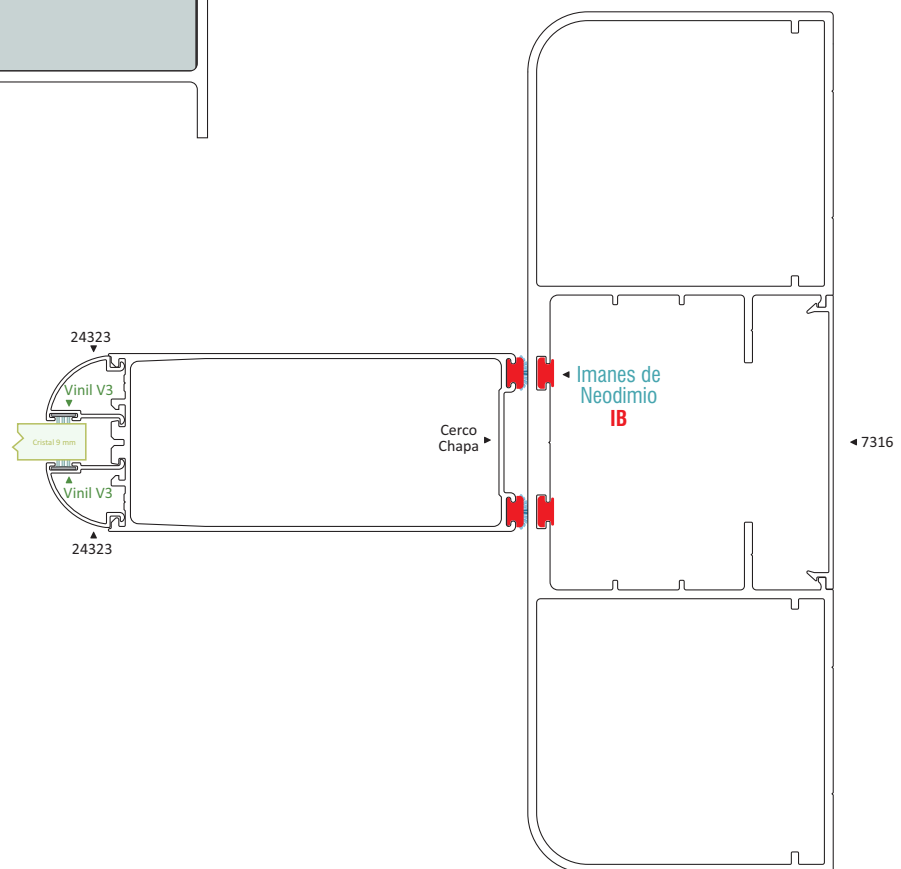 24323
Vinil V3
Cristal 9 mm
Vinil V3
24323
Cerco
Chapa
Imanes de
Neodimio
IB
7316